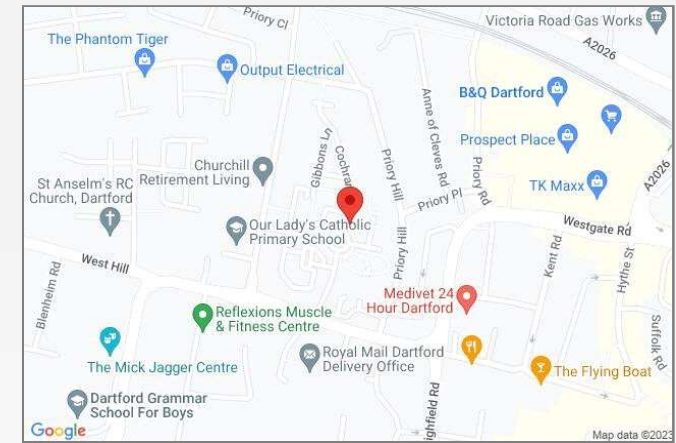 Priory Cl
Victoria Road Gas Works
A2026
The Phantom Tiger
Output Electrical
B&Q Dartford
Anne of Cleves Rd
Gibbons Ln
Priory Hill
Priory Rd
Prospect Place
Churchill
Retirement Living
St Anselm's RC
Church, Dartford
TK Maxx
A2026
Priory Pl
Our Lady's Catholic
Primary School
Westgate Rd
West Hill
Priory Hill
Kent Rd
Hythe St
Blenheim Rd
Medivet 24
Hour Dartford
Reflexions Muscle
& Fitness Centre
Suffolk Rd
The Mick Jagger Centre
Royal Mail Dartford
Delivery Office
The Flying Boat
Dartford Grammar
School For Boys
Google
Map data ©2023